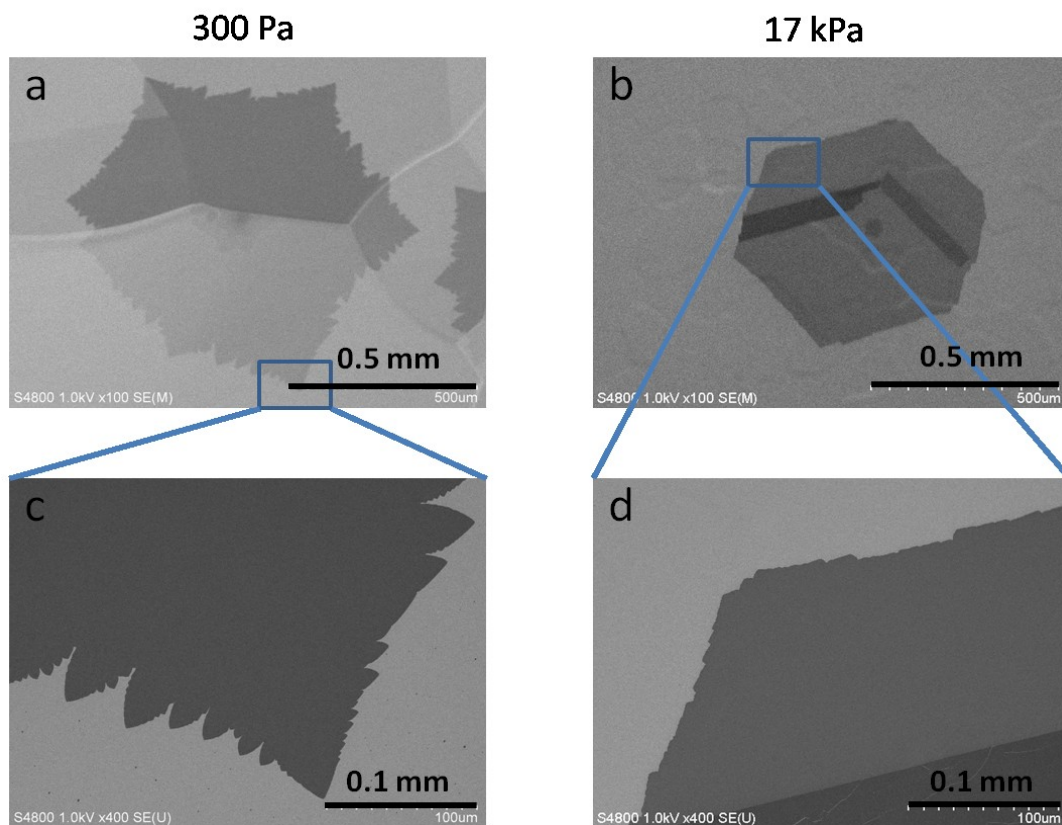 300 Pa
17 kPa
a
b
0.5 mm
0.5 mm
S4800 1.0kV x100 SE(M)
500um
S4800 1.0kV x100 SE(M)
500um
c
d
0.1 mm
0.1 mm
S4800 1.0kV x400 SE(U)
100um
S4800 1.0kV x400 SE(U)
100um